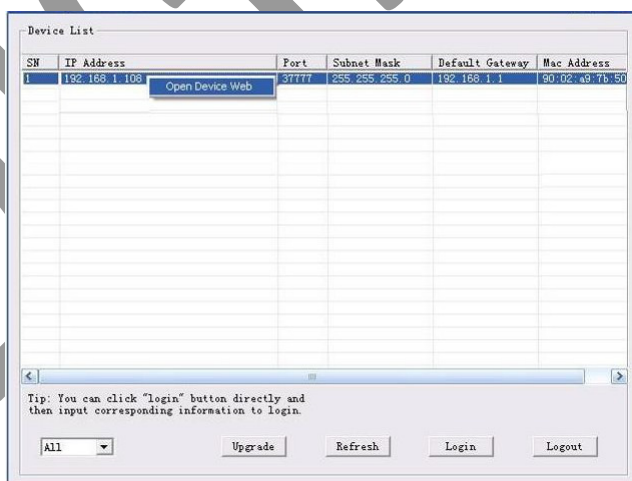 Device List
SN IP Address Port Subnet Mask Default Gateway Mac Address
1 192.168.1.108 37777 255.255.255.0 192.168.1.1 90:02:a9:7b:50
Open Device Web
Tip: You can click "login" button directly and
then input corresponding information to login.
All Upgrade Refresh Login Logout